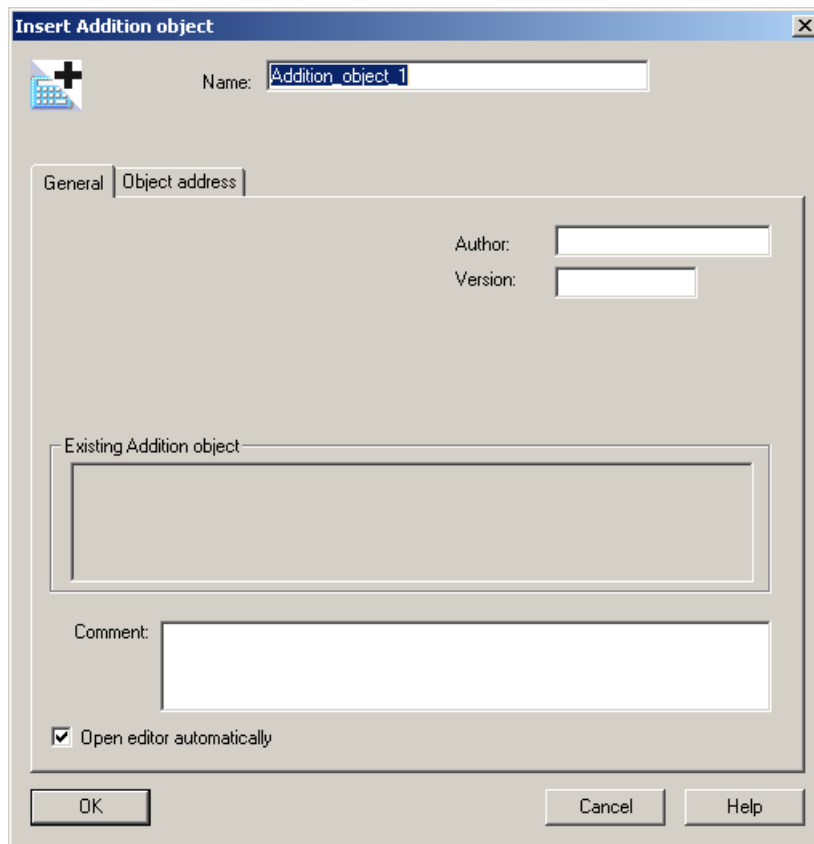 Insert Addition object
Name: Addition_object_1
General Object address
Author:
Version:
Existing Addition object
Comment:
Open editor automatically
OK Cancel Help